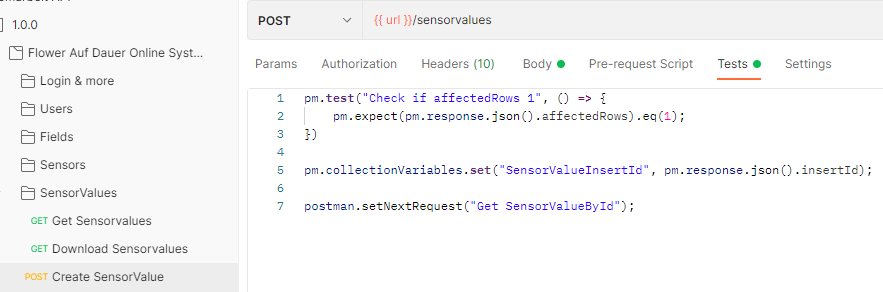 1.0.0
Flower Auf Dauer Online Syst...
Login & more
Users
Fields
Sensors
SensorValues
GET Get Sensorvalues
GET Download Sensorvalues
POST Create SensorValue
POST {{ url }}/sensorvalues
Params Authorization Headers (10) Body Pre-request Script Tests Settings
1 pm.test("Check if affectedRows 1", () => {
2 pm.expect(pm.response.json().affectedRows).eq(1);
3 })
4
5 pm.collectionVariables.set("SensorValueInsertId", pm.response.json().insertId);
6
7 postman.setNextRequest("Get SensorValueById");